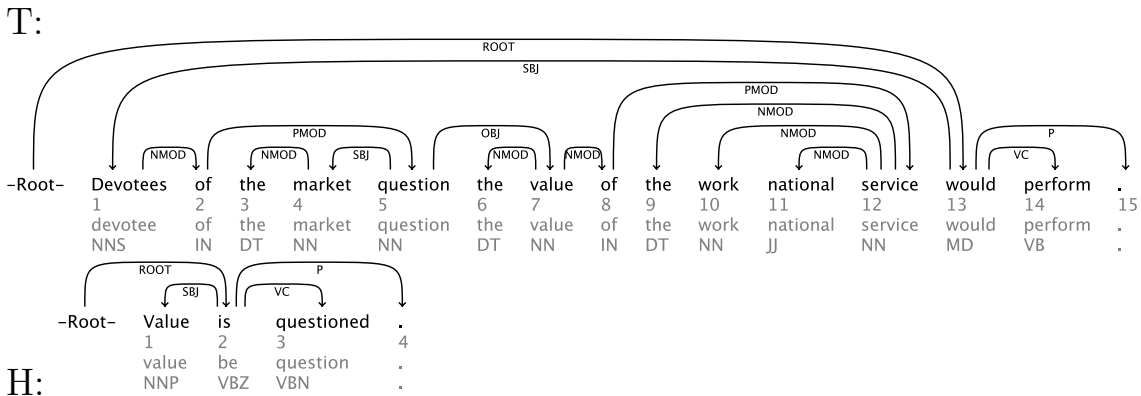 T:
ROOT
SBJ
PMOD
NMOD
PMOD OBJ NMOD P
NMOD NMOD SBJ NMOD NMOD NMOD VC
–Root– Devotees of the market question the value of the work national service would perform .
1 2 3 4 5 6 7 8 9 10 11 12 13 14 15
devotee of the market question the value of the work national service would perform .
NNS IN DT NN NN DT NN IN DT NN JJ NN MD VB .
ROOT P
SBJ VC
–Root– Value is questioned .
1 2 3 4
value be question .
NNP VBZ VBN .
H: